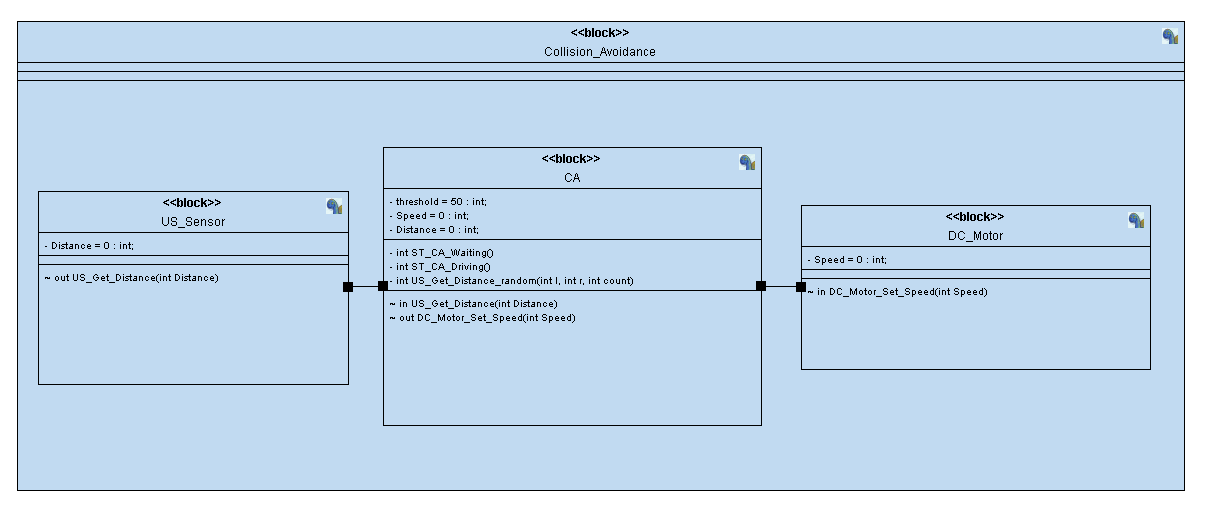 <<block>>
Collision_Avoidance
<<block>>
US_Sensor
- Distance = 0 : int;
~ out US_Get_Distance(int Distance)
<<block>>
CA
- threshold = 50 : int;
- Speed = 0 : int;
- Distance = 0 : int;
- int ST_CA_Waiting()
- int ST_CA_Driving()
- int US_Get_Distance_random(int l, int r, int count)
~ in US_Get_Distance(int Distance)
~ out DC_Motor_Set_Speed(int Speed)
<<block>>
DC_Motor
- Speed = 0 : int;
~ in DC_Motor_Set_Speed(int Speed)